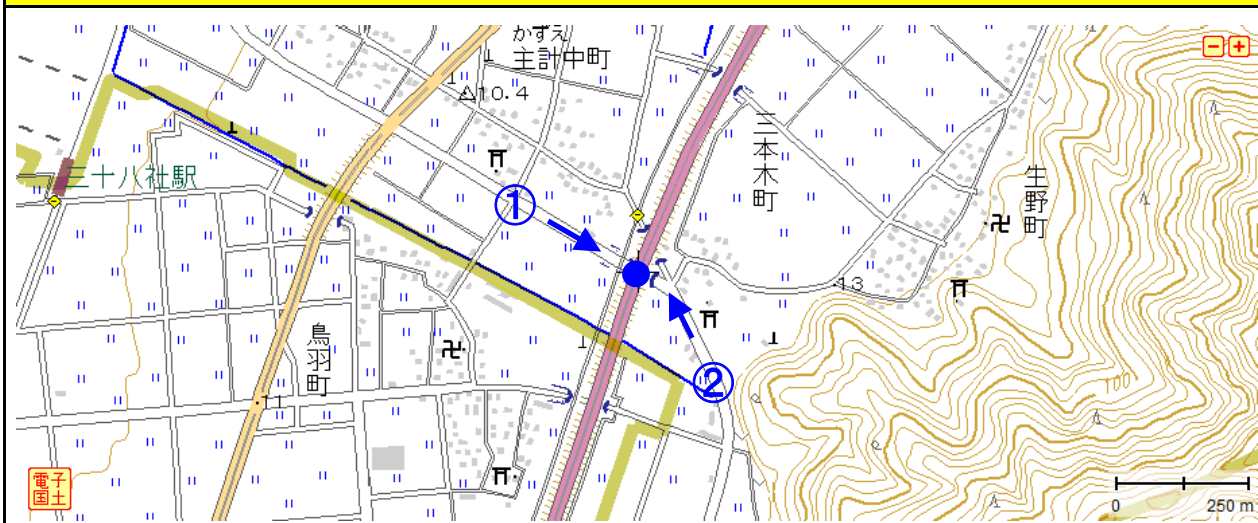 かずえ
主計中町
10.4
三本木町
生野町
三十八社駅
①
13
鳥羽町
②
11
100
電子
国土
0 250 m